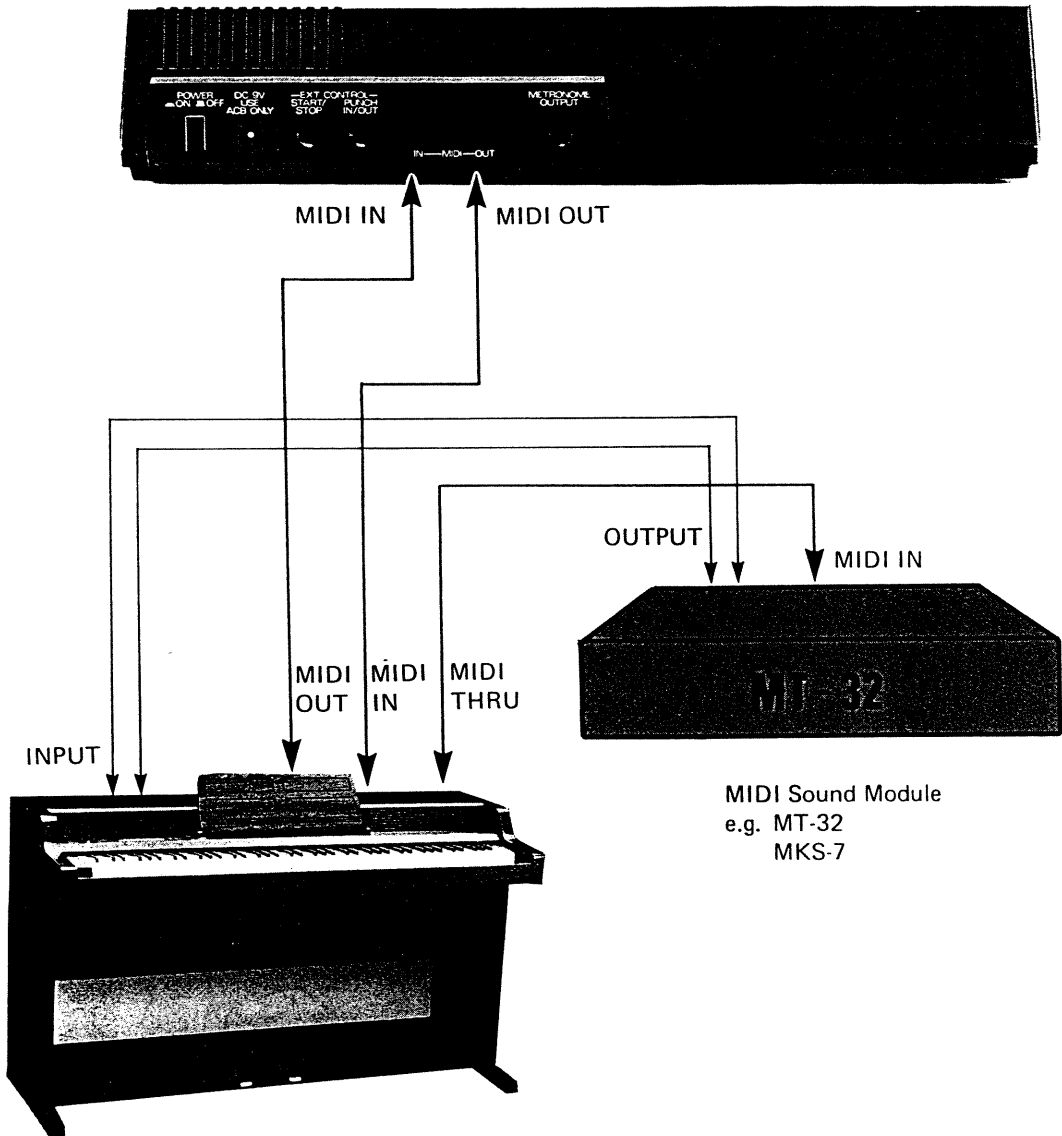 POWER
ON OFF
DC 9V
USE
ACB ONLY
EXT CONTROL
START/
STOP
PUNCH
IN/OUT
METRONOME
OUTPUT
IN—MIDI—OUT
MIDI IN
MIDI OUT
OUTPUT
MIDI IN
MIDI
OUT
MIDI
IN
MIDI
THRU
INPUT
MT-32
MIDI Sound Module
e.g. MT-32
MKS-7